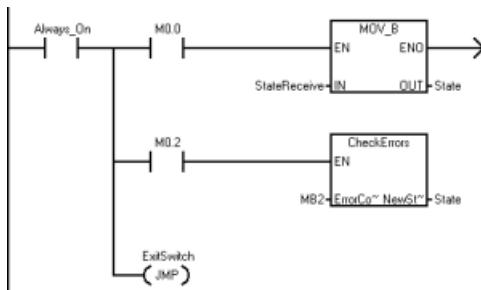 Always_On
M0.0
MOV_B
EN ENO
StateReceive IN OUT State
M0.2
CheckErrors
EN
MB2 ErrorCo~ NewSt~ State
ExitSwitch
JMP